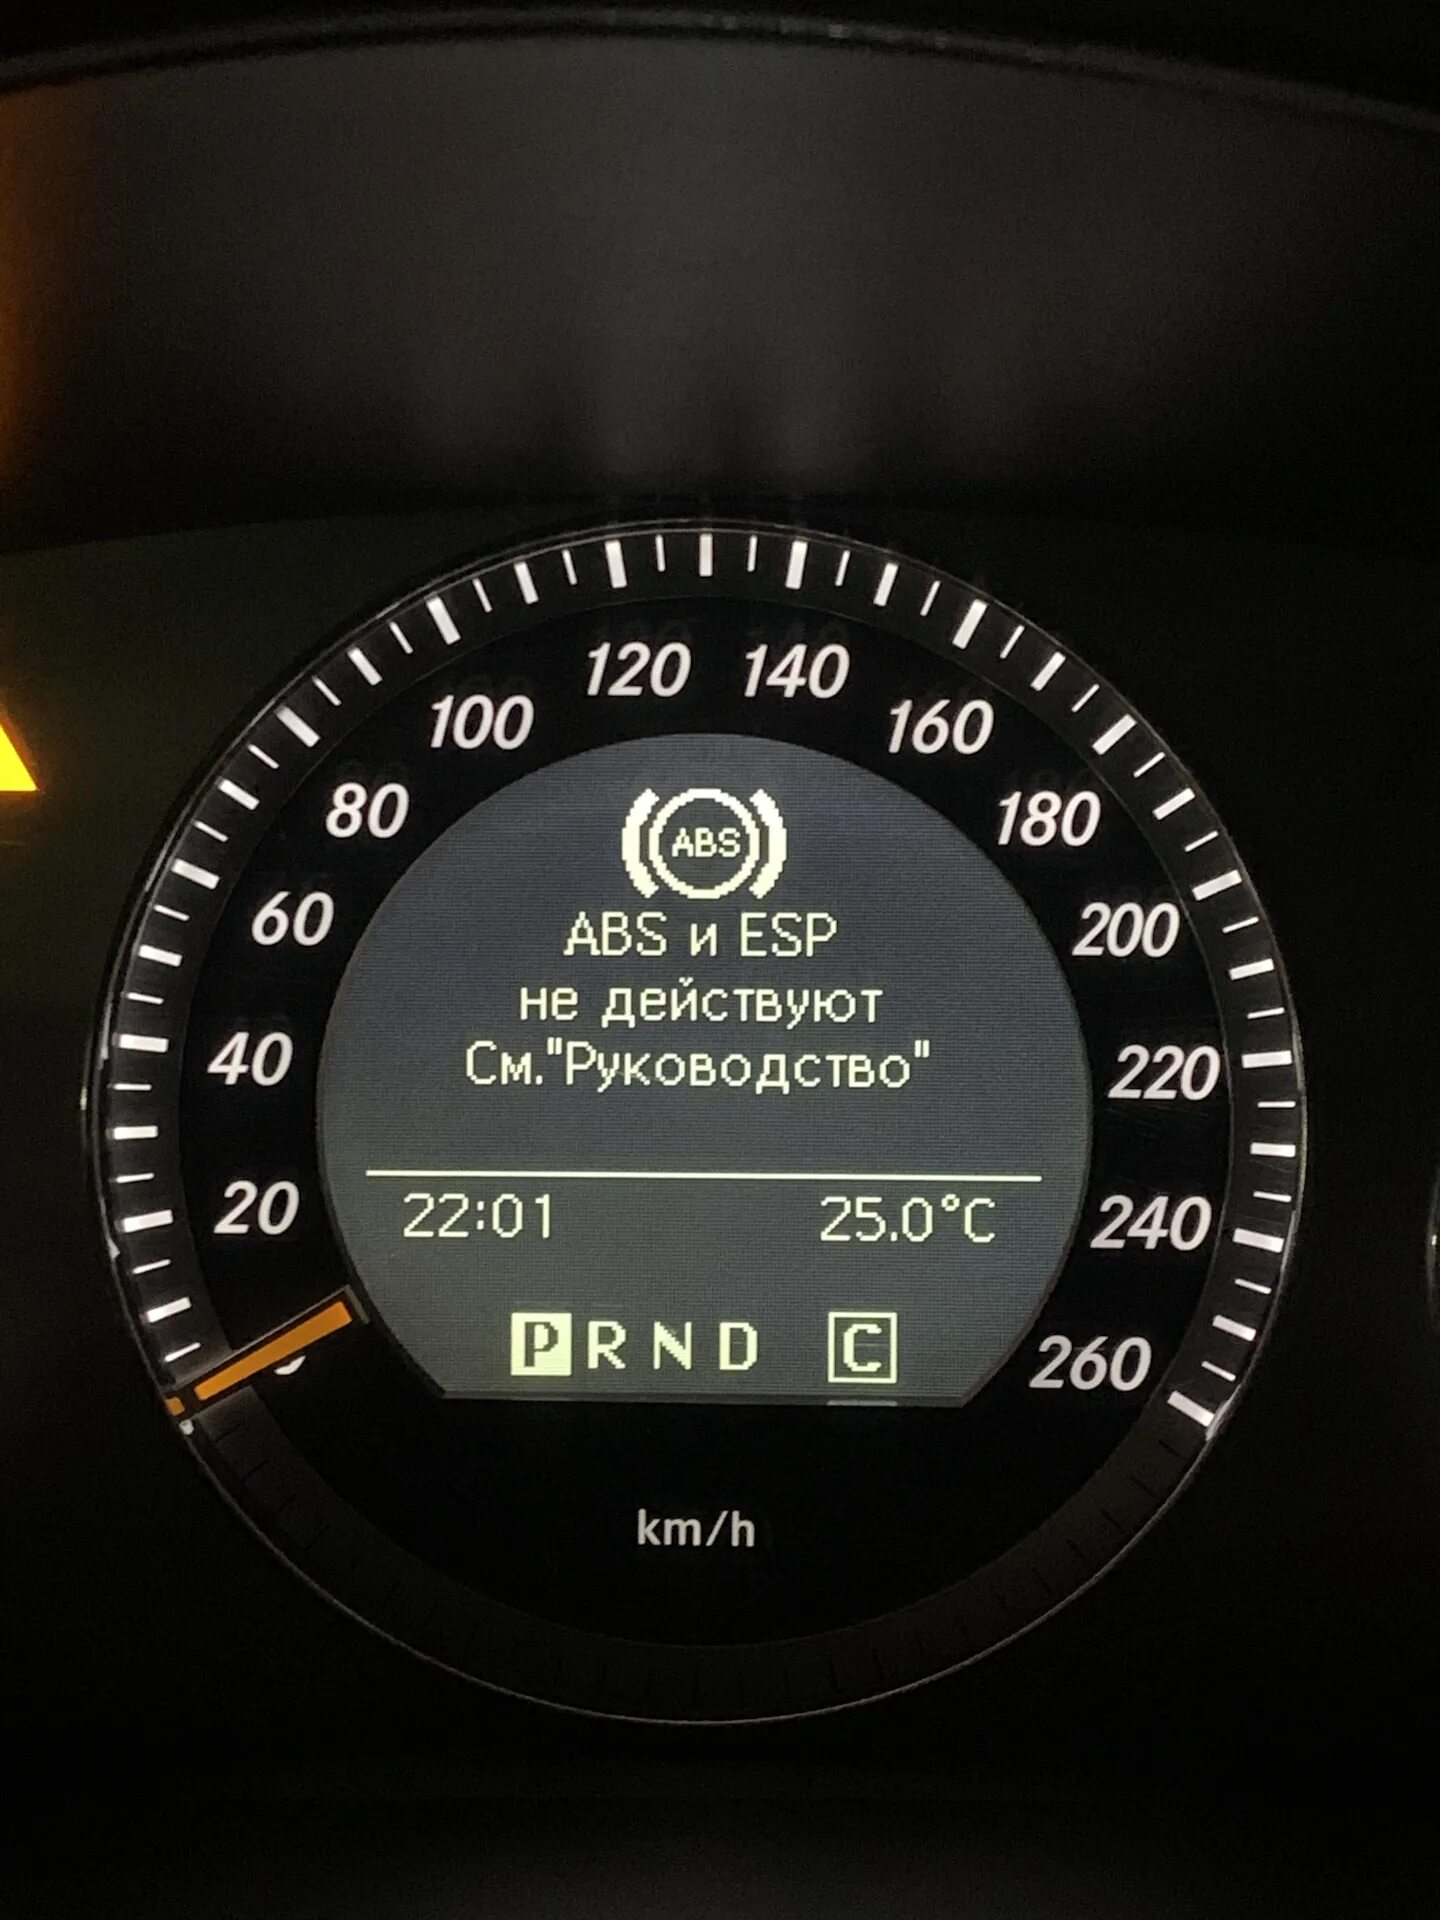 120 140
100 160
80 180
ABS
60 200
ABS и ESP
не действуют
См."Руководство"
40 220
20 240
22:01 25.0°C
P R N D C
260
km/h